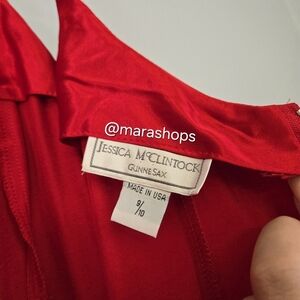 @marashops
JESSICA McCLINTOCK
GUNNE SAX
MADE IN USA
9/10